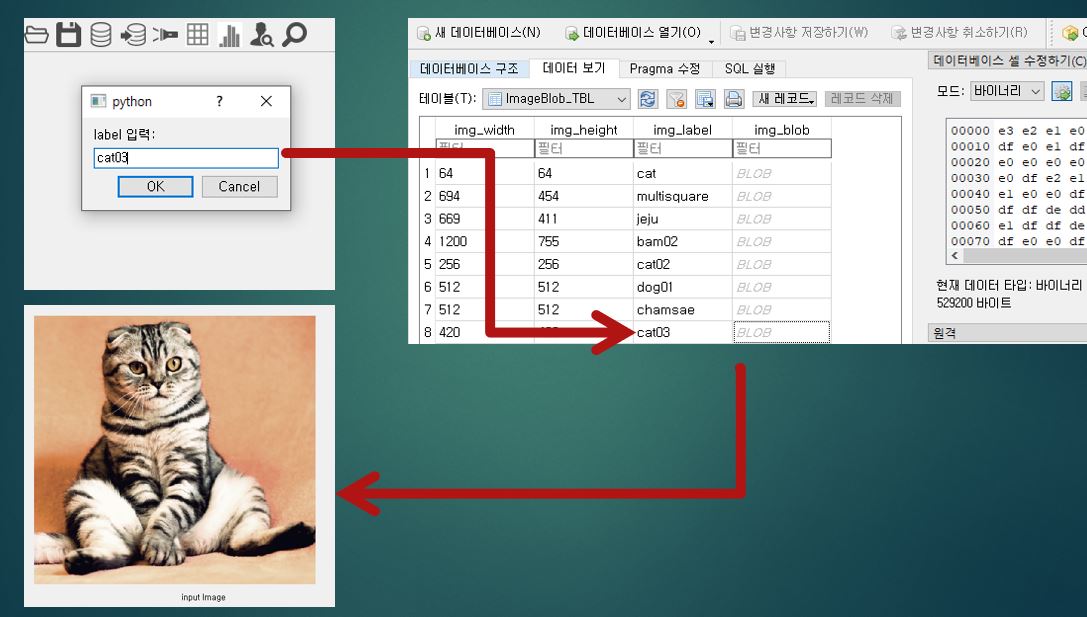 python ? ×
label 입력:
cat03
OK Cancel
새 데이터베이스(N) 데이터베이스 열기(O) 변경사항 저장하기(W) 변경사항 취소하기(R)
데이터베이스 구조 데이터 보기 Pragma 수정 SQL 실행
테이블(T): ImageBlob_TBL 새 레코드 레코드 삭제
img_width img_height img_label img_blob
필터 필터 필터 필터
1 64 64 cat BLOB
2 694 454 multisquare BLOB
3 669 411 jeju BLOB
4 1200 755 bam02 BLOB
5 256 256 cat02 BLOB
6 512 512 dog01 BLOB
7 512 512 chamsae BLOB
8 420 cat03 BLOB
데이터베이스 셀 수정하기(C)
모드: 바이너리
00000 e3 e2 e1 e0
00010 df e0 e1 df
00020 e0 e0 e0 e0
00030 e0 df e2 e1
00040 e1 e0 e0 df
00050 df df de dd
00060 e1 df df de
00070 df e0 e0 df
현재 데이터 타입: 바이너리
529200 바이트
원격
input Image